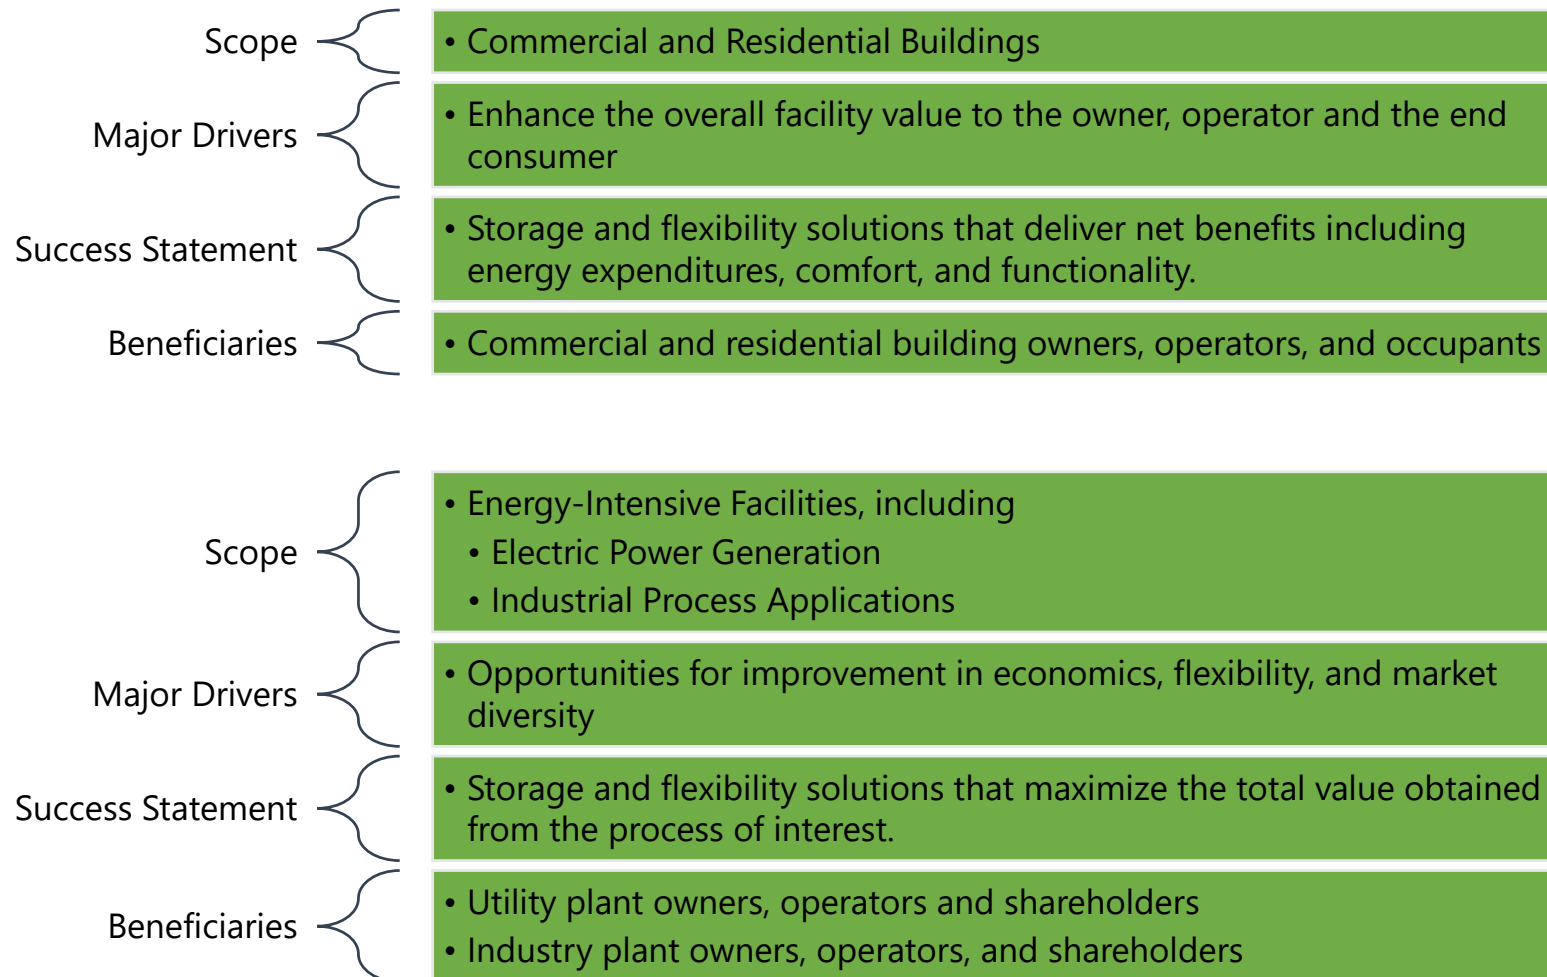 Scope
• Commercial and Residential Buildings
Major Drivers
• Enhance the overall facility value to the owner, operator and the end
consumer
Success Statement
• Storage and flexibility solutions that deliver net benefits including
energy expenditures, comfort, and functionality.
Beneficiaries
• Commercial and residential building owners, operators, and occupants
Scope
• Energy-Intensive Facilities, including
• Electric Power Generation
• Industrial Process Applications
Major Drivers
• Opportunities for improvement in economics, flexibility, and market
diversity
Success Statement
• Storage and flexibility solutions that maximize the total value obtained
from the process of interest.
Beneficiaries
• Utility plant owners, operators and shareholders
• Industry plant owners, operators, and shareholders